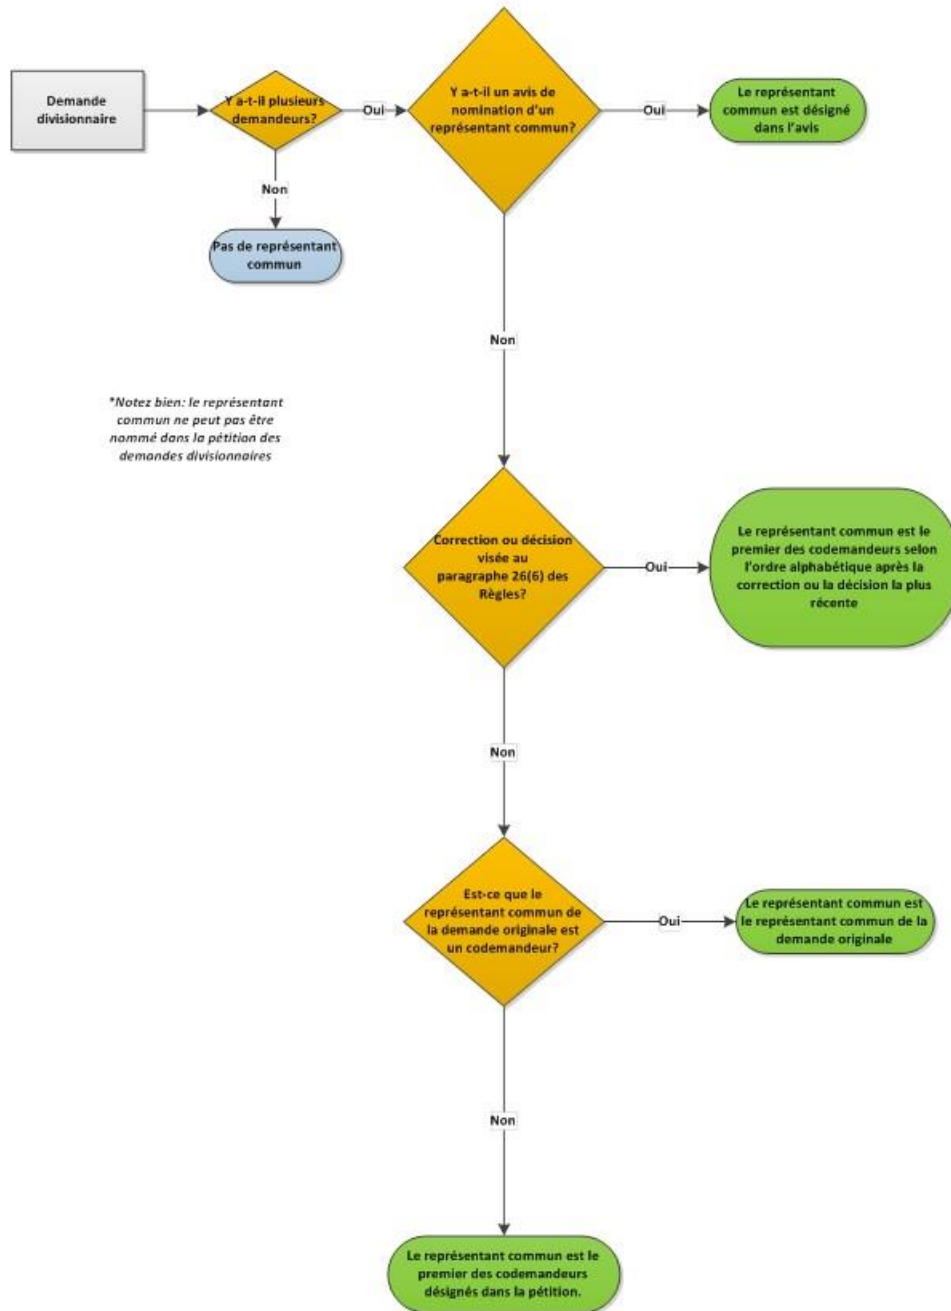 Demande
divisionnaire
Y a-t-il plusieurs
demandeurs?
Oui
Y a-t-il un avis de
nomination d'un
représentant commun?
Oui
Le représentant
commun est désigné
dans l'avis
Non
Pas de représentant
commun
Non
*Notez bien: le représentant
commun ne peut pas être
nommé dans la pétition des
demandes divisionnaires
Correction ou décision
visée au
paragraphe 26(6) des
Règles?
Oui
Le représentant commun est le
premier des codemandeurs selon
l'ordre alphabétique après la
correction ou la décision la plus
récente
Non
Est-ce que le
représentant commun de
la demande originale est
un codemandeur?
Oui
Le représentant commun est
le représentant commun de la
demande originale
Non
Le représentant commun est le
premier des codemandeurs
désignés dans la pétition.